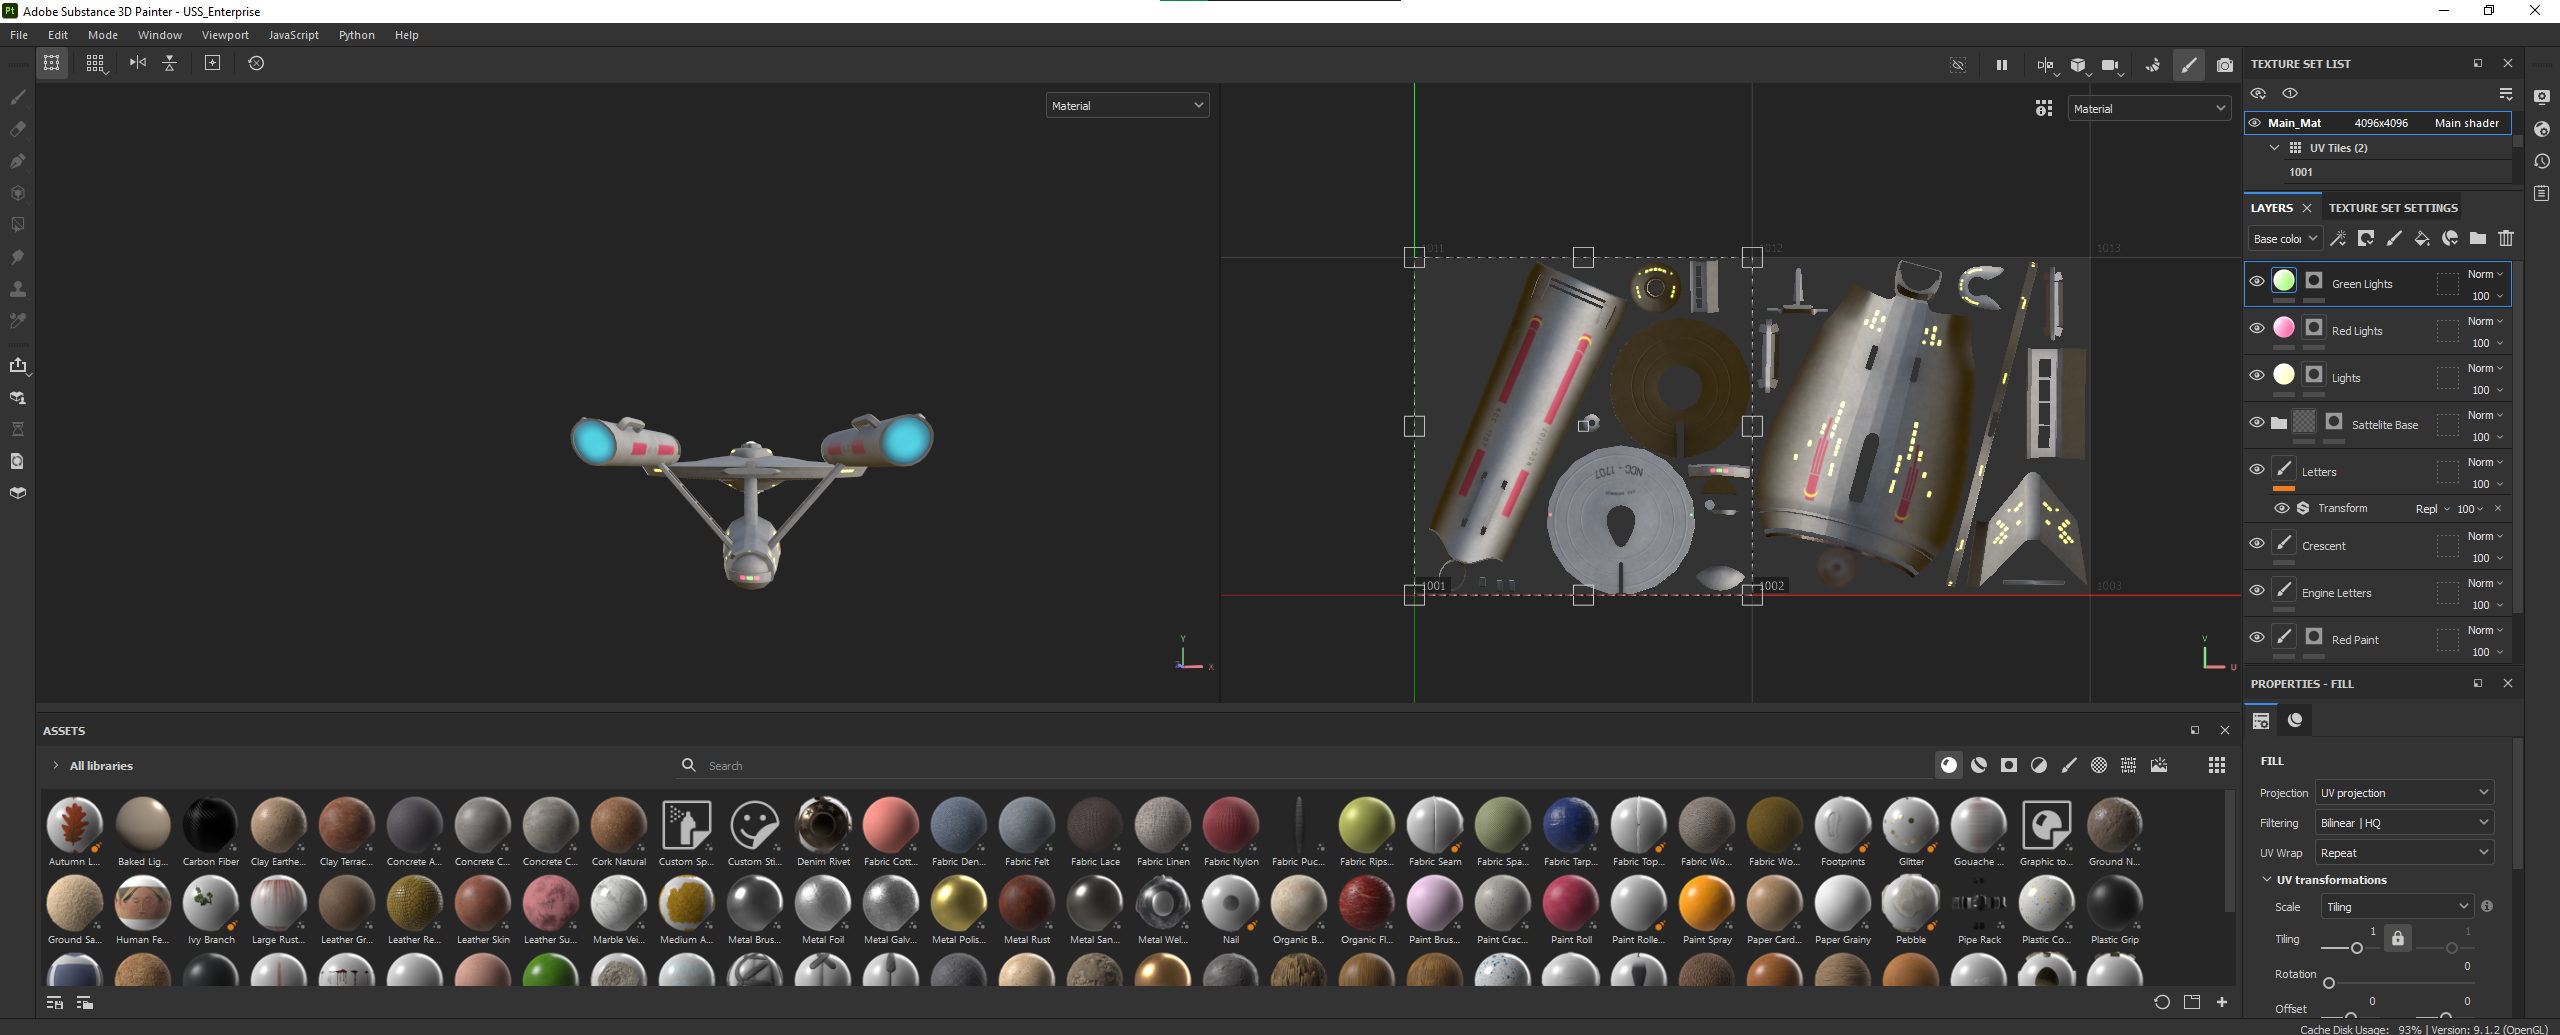 Pt Adobe Substance 3D Painter - USS_Enterprise
File Edit Mode Window Viewport JavaScript Python Help
Material
Material
1011
1012
1013
NCC - 1707
NCC-1707
1001
1002
1003
Y
X
V
U
TEXTURE SET LIST
Main_Mat 4096x4096 Main shader
UV Tiles (2)
1001
LAYERS TEXTURE SET SETTINGS
Base color
Green Lights Norm 100
Red Lights Norm 100
Lights Norm 100
Sattelite Base Norm 100
Letters Norm 100
Transform Repl 100
Crescent Norm 100
Engine Letters Norm 100
Red Paint Norm 100
PROPERTIES - FILL
FILL
Projection UV projection
Filtering Bilinear | HQ
UV Wrap Repeat
UV transformations
Scale Tiling
Tiling 1 1
Rotation 0
Offset 0 0
ASSETS
All libraries
Search
Autumn L... Baked Lig... Carbon Fiber Clay Earthe... Clay Terrac... Concrete A... Concrete C... Concrete C... Cork Natural Custom Sp... Custom Sti... Denim Rivet Fabric Cott... Fabric Den... Fabric Felt Fabric Lace Fabric Linen Fabric Nylon Fabric Puc... Fabric Rips... Fabric Seam Fabric Spa... Fabric Tarp... Fabric Top... Fabric Wo... Fabric Wo... Footprints Glitter Gouache ... Graphic to... Ground N...
Ground Sa... Human Fe... Ivy Branch Large Rust... Leather Gr... Leather Re... Leather Skin Leather Su... Marble Vei... Medium A... Metal Brus... Metal Foil Metal Galv... Metal Polis... Metal Rust Metal San... Metal Wel... Nail Organic B... Organic Fl... Paint Brus... Paint Crac... Paint Roll Paint Rolle... Paint Spray Paper Card... Paper Grainy Pebble Pipe Rack Plastic Co... Plastic Grip
Cache Disk Usage: 93% | Version: 9.1.2 (OpenGL)